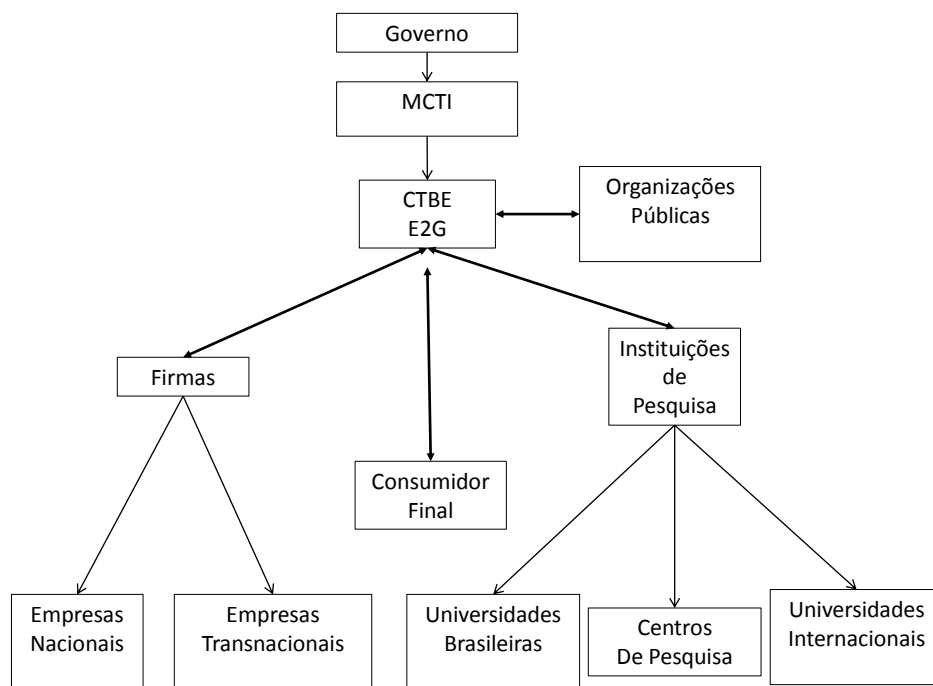 Governo
MCTI
CTBE
E2G
Organizações
Públicas
Firmas
Instituições
de
Pesquisa
Consumidor
Final
Empresas
Nacionais
Empresas
Transnacionais
Universidades
Brasileiras
Centros
De Pesquisa
Universidades
Internacionais